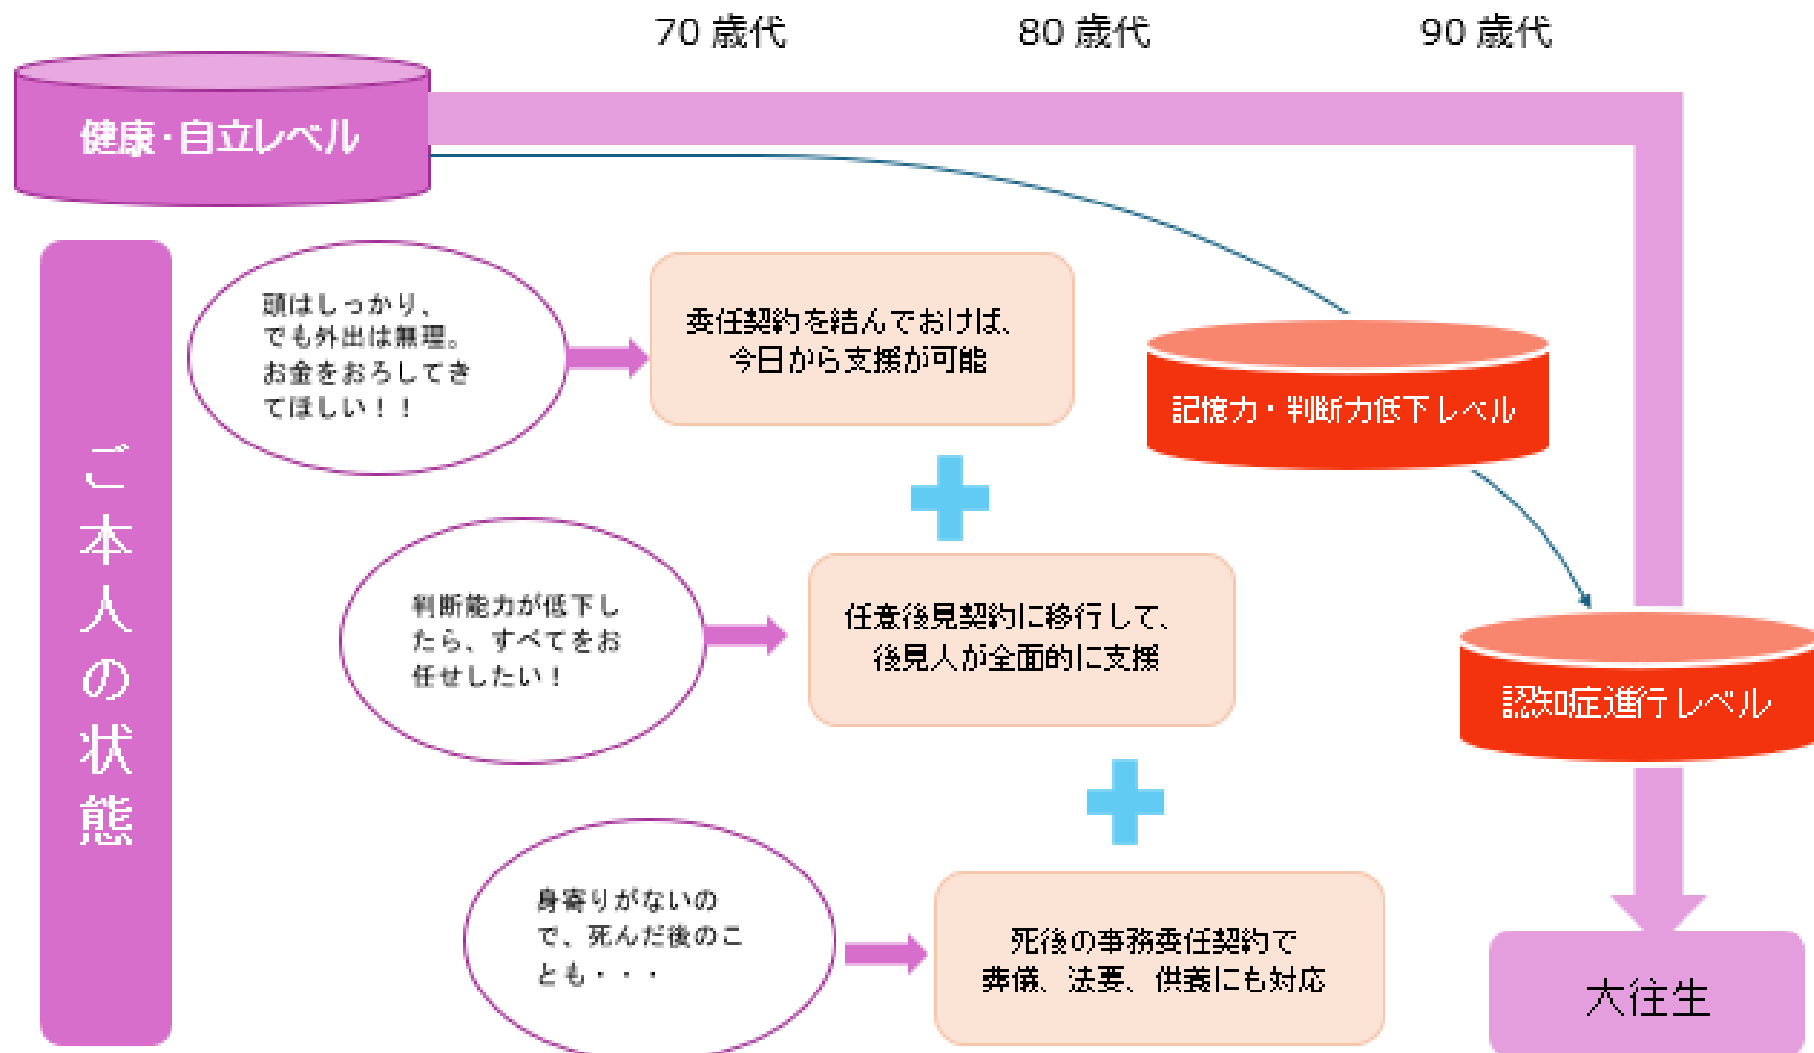 70 歳代
80 歳代
90 歳代
健康・自立レベル
ご本人の状態
頭はしっかり、
でも外出は無理。
お金をおろしてき
てほしい！！
委任契約を結んでおけば、
今日から支援が可能
記憶力・判断力低下レベル
判断能力が低下し
たら、すべてをお
任せしたい！
任意後見契約に移行して、
後見人が全面的に支援
認知症進行レベル
身寄りがないの
で、死んだ後のこ
とも・・・
死後の事務委任契約で
葬儀、法要、供養にも対応
大往生